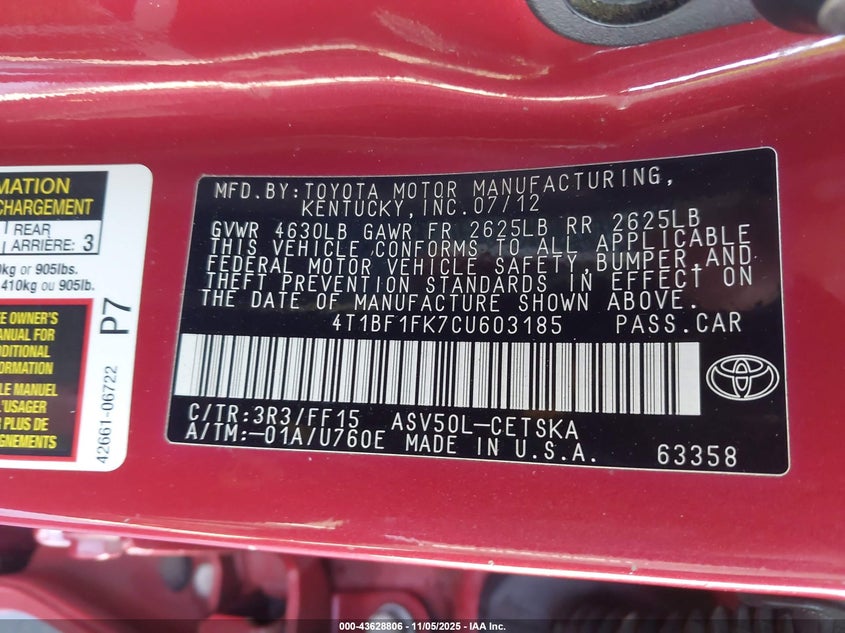 MATION
CHARGEMENT
REAR
ARRIÈRE: 3
kg or 905lbs.
410kg ou 905lb.
OWNER'S
ANUAL FOR
DDITIONAL
ORMATION
LE MANUEL
L'USAGER
PLUS DE
IGNEMENTS
P7
42661-06722
MFD.BY:TOYOTA MOTOR MANUFACTURING,
KENTUCKY,INC.07/12
GVWR 4630LB GAWR FR 2625LB RR 2625LB
THIS VEHICLE CONFORMS TO ALL APPLICABLE
FEDERAL MOTOR VEHICLE SAFETY,BUMPER,AND
THEFT PREVENTION STANDARDS IN EFFECT ON
THE DATE OF MANUFACTURE SHOWN ABOVE.
4T1BF1FK7CU603185 PASS.CAR
C/TR:3R3/FF15 ASV50L-CETSKA
A/TM:-01A/U760E MADE IN U.S.A. 63358
000-43628806 - 11/05/2025 - IAA Inc.